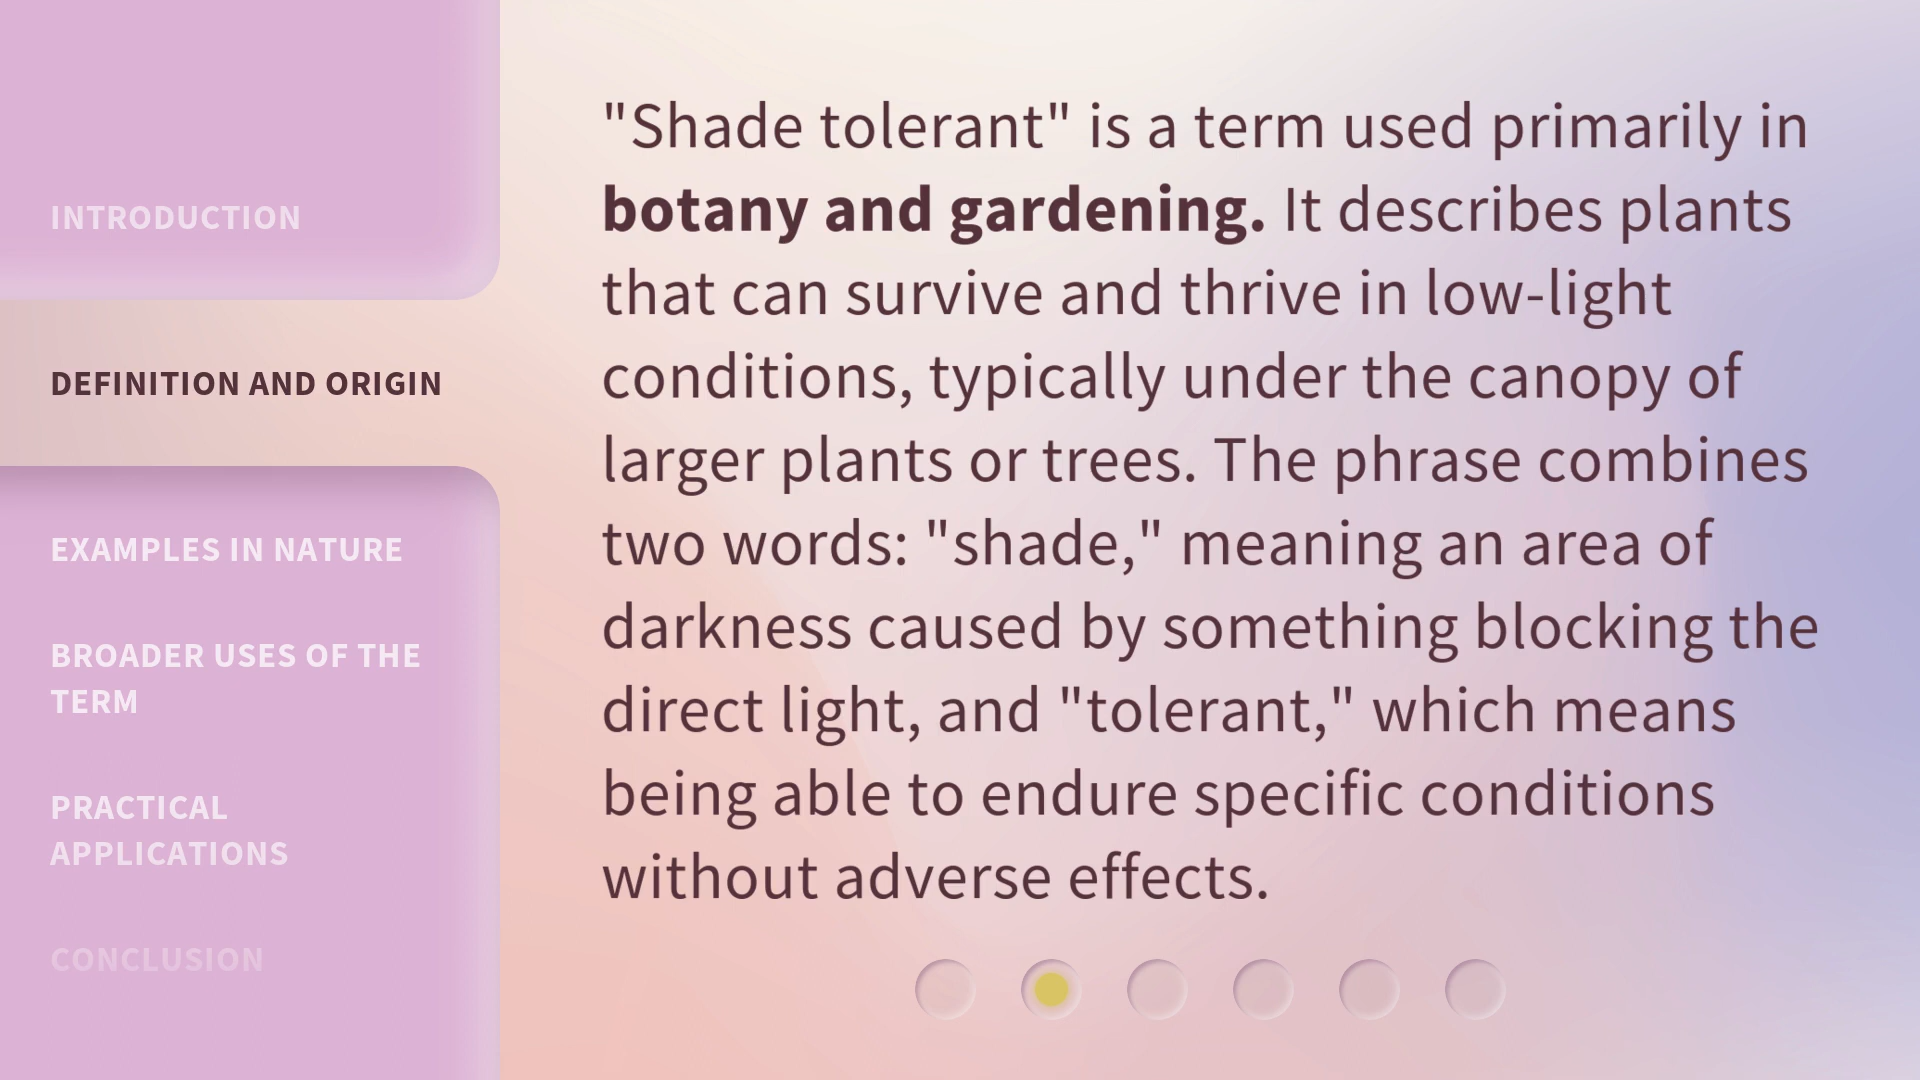 INTRODUCTION
DEFINITION AND ORIGIN
EXAMPLES IN NATURE
BROADER USES OF THE
TERM
PRACTICAL
APPLICATIONS
CONCLUSION
"Shade tolerant" is a term used primarily in
botany and gardening. It describes plants
that can survive and thrive in low-light
conditions, typically under the canopy of
larger plants or trees. The phrase combines
two words: "shade," meaning an area of
darkness caused by something blocking the
direct light, and "tolerant," which means
being able to endure specific conditions
without adverse effects.